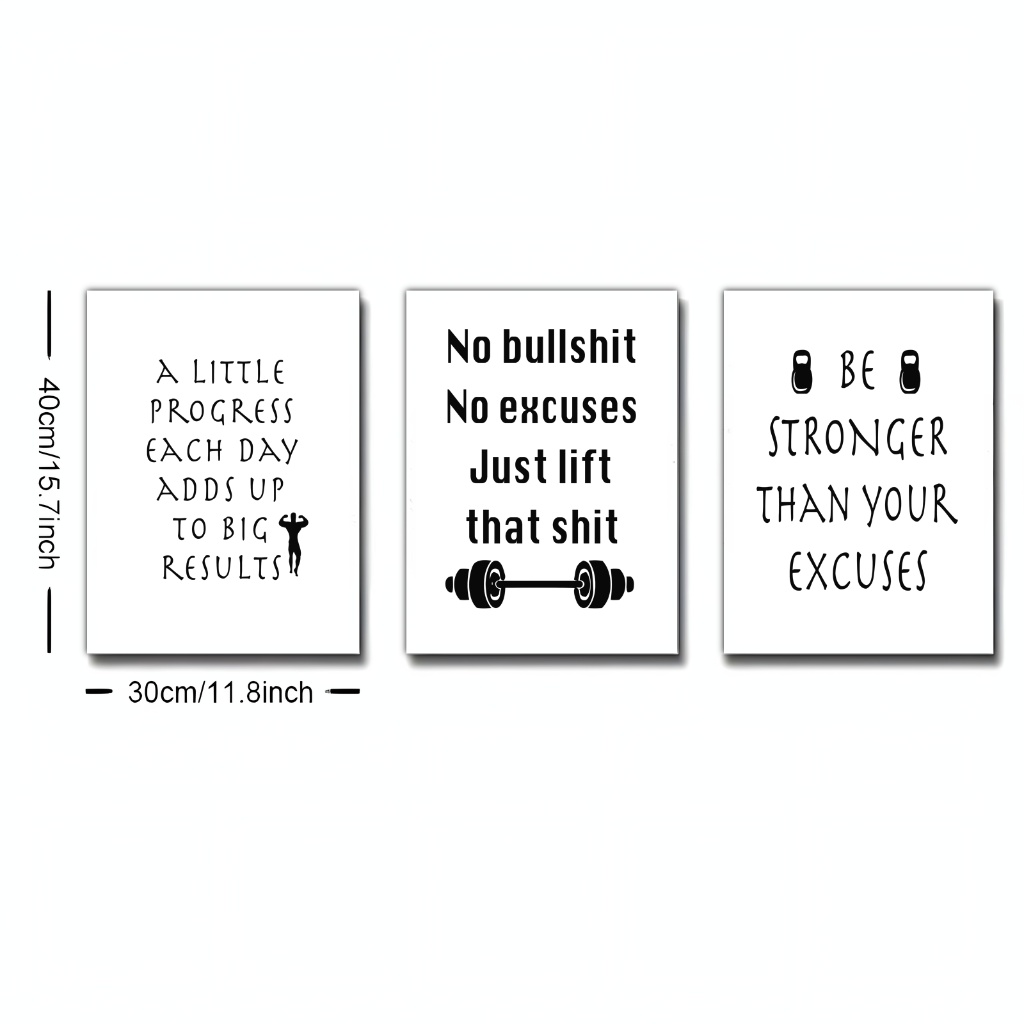 40cm/15.7inch
A LITTLE
PROGRESS
EACH DAY
ADDS UP
TO BIG
RESULTS
30cm/11.8inch
No bullshit
No excuses
Just lift
that shit
BE
STRONGER
THAN YOUR
EXCUSES